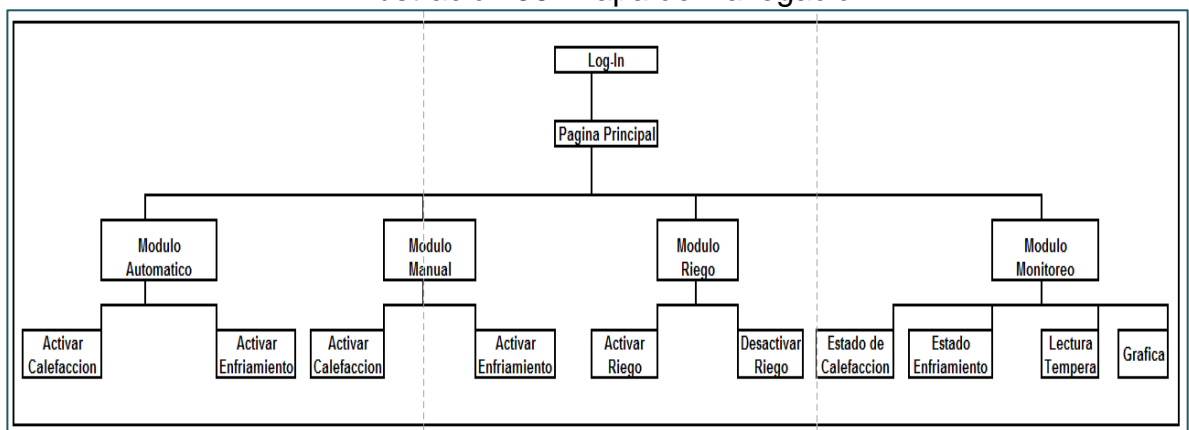 Log-In
Pagina Principal
Modulo
Automatico
Modulo
Manual
Modulo
Riego
Modulo
Monitoreo
Activar
Calefaccion
Activar
Enfriamiento
Activar
Calefaccion
Activar
Enfriamiento
Activar
Riego
Desactivar
Riego
Estado de
Calefaccion
Estado
Enfriamiento
Lectura
Tempera
Grafica